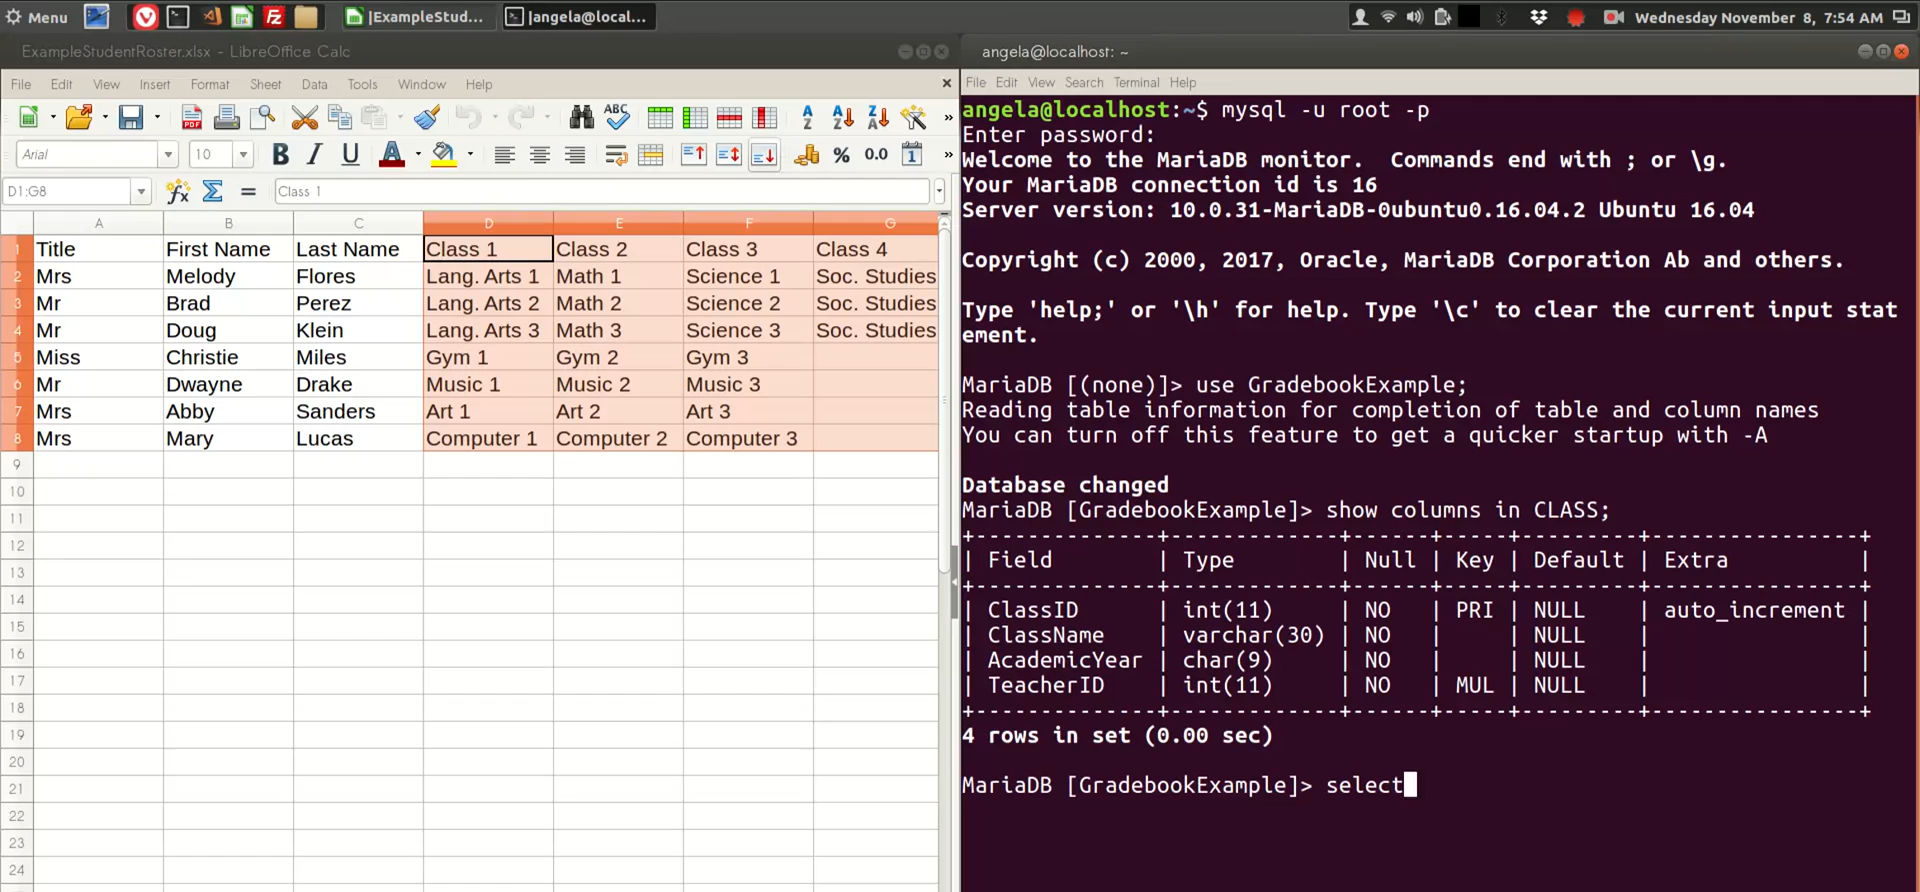 Menu
|ExampleStud...
|angela@local...
Wednesday November 8, 7:54 AM
ExampleStudentRoster.xlsx - LibreOffice Calc
File Edit View Insert Format Sheet Data Tools Window Help
Arial
10
D1:G8
Class 1
A B C D E F G
1 Title First Name Last Name Class 1 Class 2 Class 3 Class 4
2 Mrs Melody Flores Lang. Arts 1 Math 1 Science 1 Soc. Studies
3 Mr Brad Perez Lang. Arts 2 Math 2 Science 2 Soc. Studies
4 Mr Doug Klein Lang. Arts 3 Math 3 Science 3 Soc. Studies
5 Miss Christie Miles Gym 1 Gym 2 Gym 3
6 Mr Dwayne Drake Music 1 Music 2 Music 3
7 Mrs Abby Sanders Art 1 Art 2 Art 3
8 Mrs Mary Lucas Computer 1 Computer 2 Computer 3
9
10
11
12
13
14
15
16
17
18
19
20
21
22
23
24
angela@localhost: ~
File Edit View Search Terminal Help
angela@localhost:~$ mysql -u root -p
Enter password:
Welcome to the MariaDB monitor.  Commands end with ; or \g.
Your MariaDB connection id is 16
Server version: 10.0.31-MariaDB-0ubuntu0.16.04.2 Ubuntu 16.04
Copyright (c) 2000, 2017, Oracle, MariaDB Corporation Ab and others.
Type 'help;' or '\h' for help. Type '\c' to clear the current input stat
ement.
MariaDB [(none)]> use GradebookExample;
Reading table information for completion of table and column names
You can turn off this feature to get a quicker startup with -A
Database changed
MariaDB [GradebookExample]> show columns in CLASS;
+--------------+-------------+------+-----+---------+----------------+
| Field        | Type        | Null | Key | Default | Extra          |
+--------------+-------------+------+-----+---------+----------------+
| ClassID      | int(11)     | NO   | PRI | NULL    | auto_increment |
| ClassName    | varchar(30) | NO   |     | NULL    |                |
| AcademicYear | char(9)     | NO   |     | NULL    |                |
| TeacherID    | int(11)     | NO   | MUL | NULL    |                |
+--------------+-------------+------+-----+---------+----------------+
4 rows in set (0.00 sec)
MariaDB [GradebookExample]> select